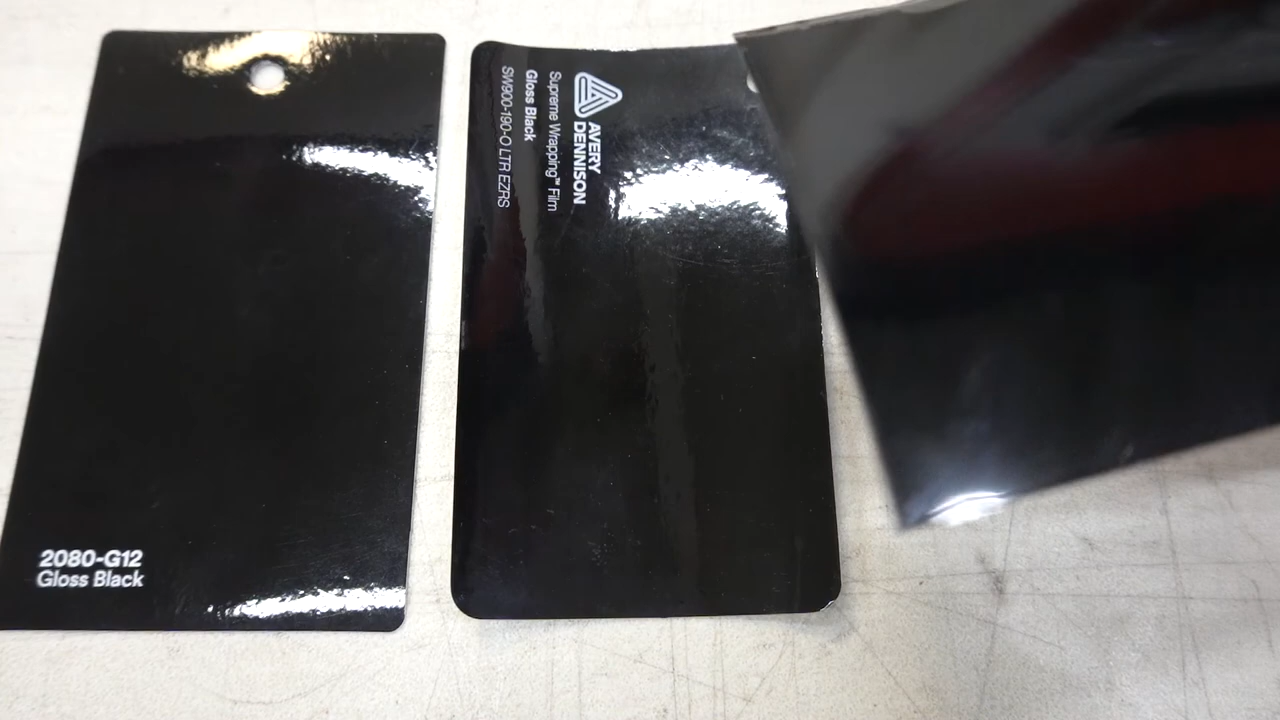 2080-G12
Gloss Black
AVERY
DENNISON
Supreme Wrapping™ Film
Gloss Black
SW900-190-O LTR EZRS